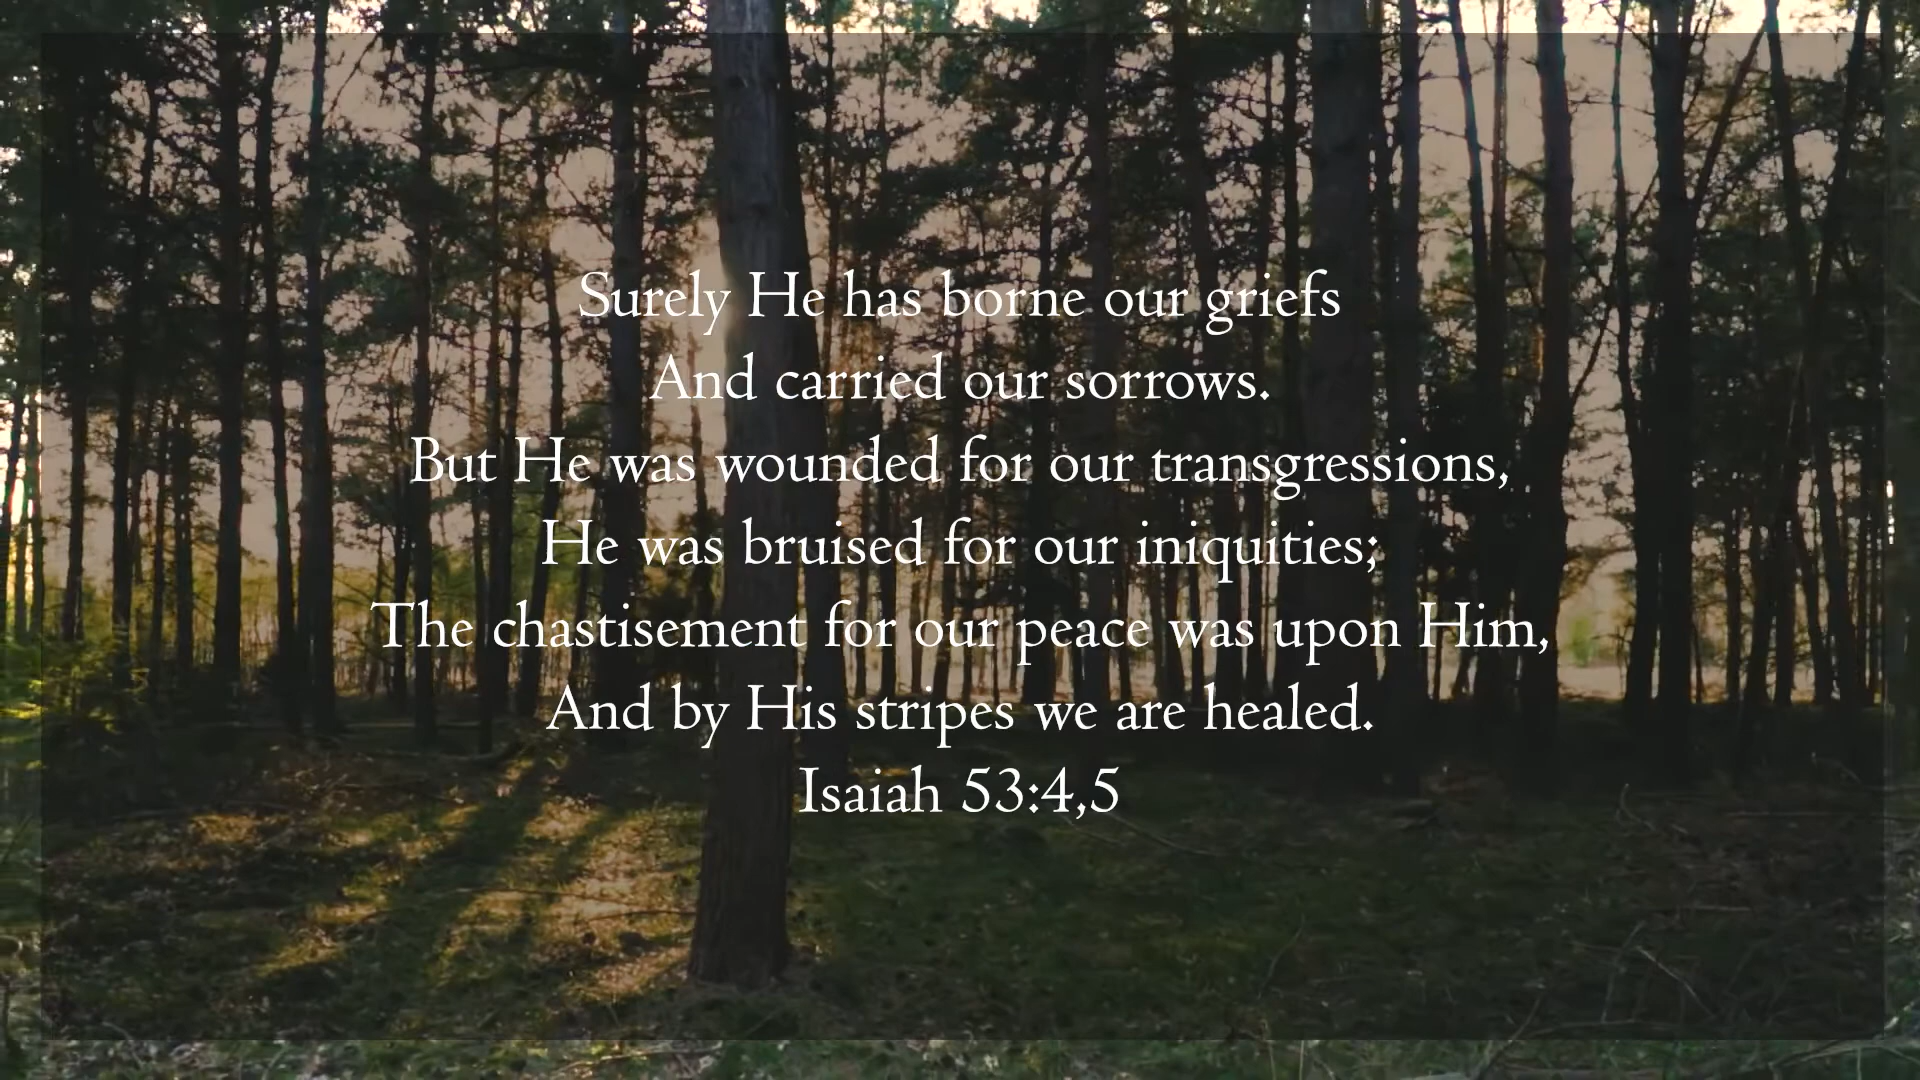 Surely He has borne our griefs
And carried our sorrows.
But He was wounded for our transgressions,
He was bruised for our iniquities;
The chastisement for our peace was upon Him,
And by His stripes we are healed.
Isaiah 53:4,5